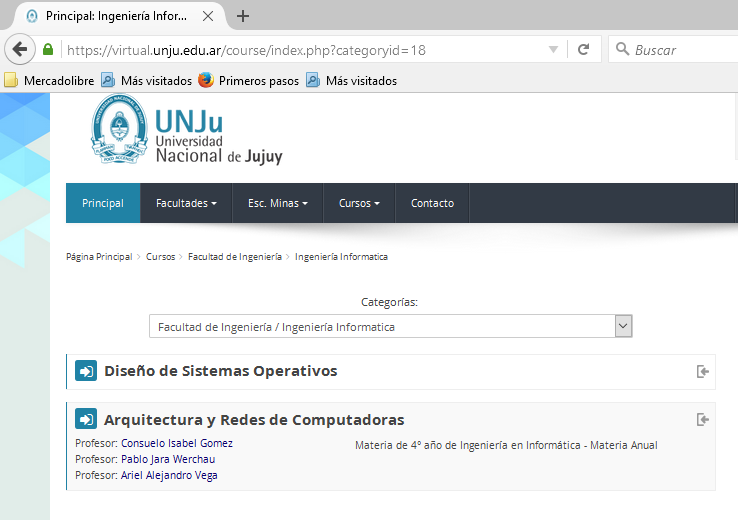 Principal: Ingeniería Infor...
https://virtual.unju.edu.ar/course/index.php?categoryid=18
Buscar
Mercadolibre Más visitados Primeros pasos Más visitados
UNJu
Universidad
Nacional de Jujuy
Principal Facultades Esc. Minas Cursos Contacto
Página Principal > Cursos > Facultad de Ingeniería > Ingeniería Informatica
Categorías:
Facultad de Ingeniería / Ingeniería Informatica
Diseño de Sistemas Operativos
Arquitectura y Redes de Computadoras
Profesor: Consuelo Isabel Gomez
Materia de 4º año de Ingeniería en Informática - Materia Anual
Profesor: Pablo Jara Werchau
Profesor: Ariel Alejandro Vega